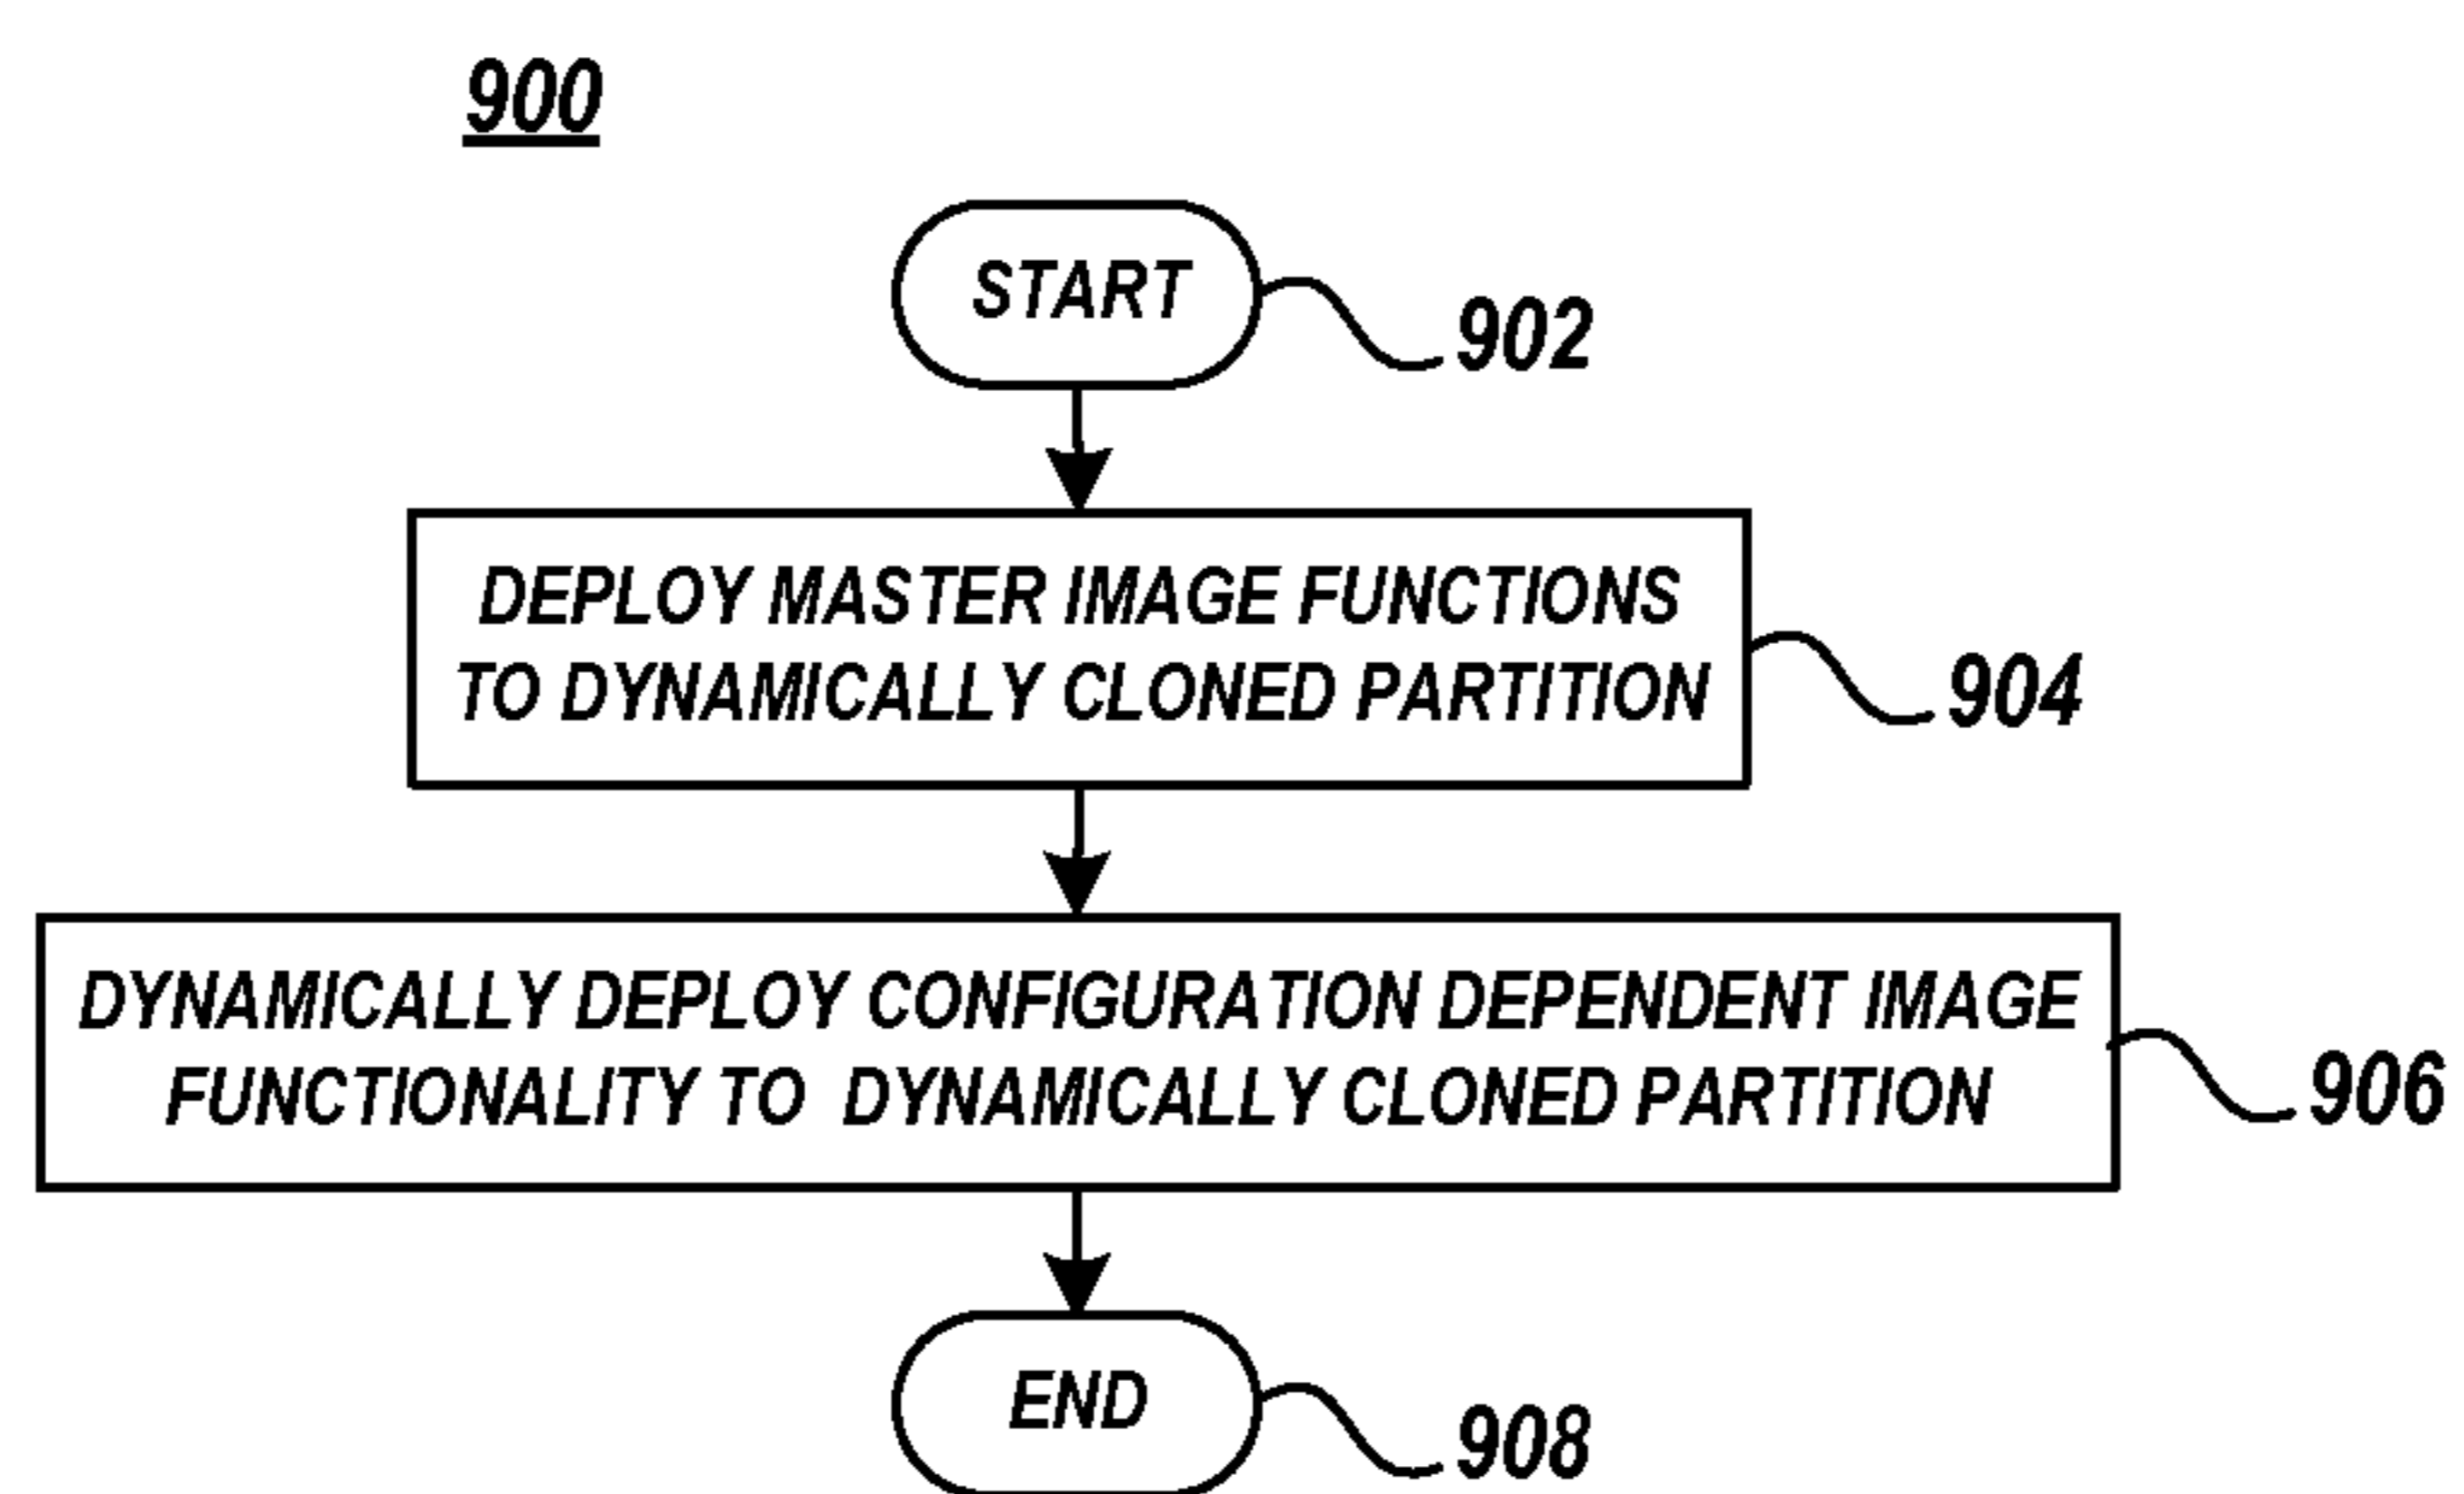 900
START
902
DEPLOY MASTER IMAGE FUNCTIONS
TO DYNAMICALLY CLONED PARTITION
904
DYNAMICALLY DEPLOY CONFIGURATION DEPENDENT IMAGE
FUNCTIONALITY TO DYNAMICALLY CLONED PARTITION
906
END
908